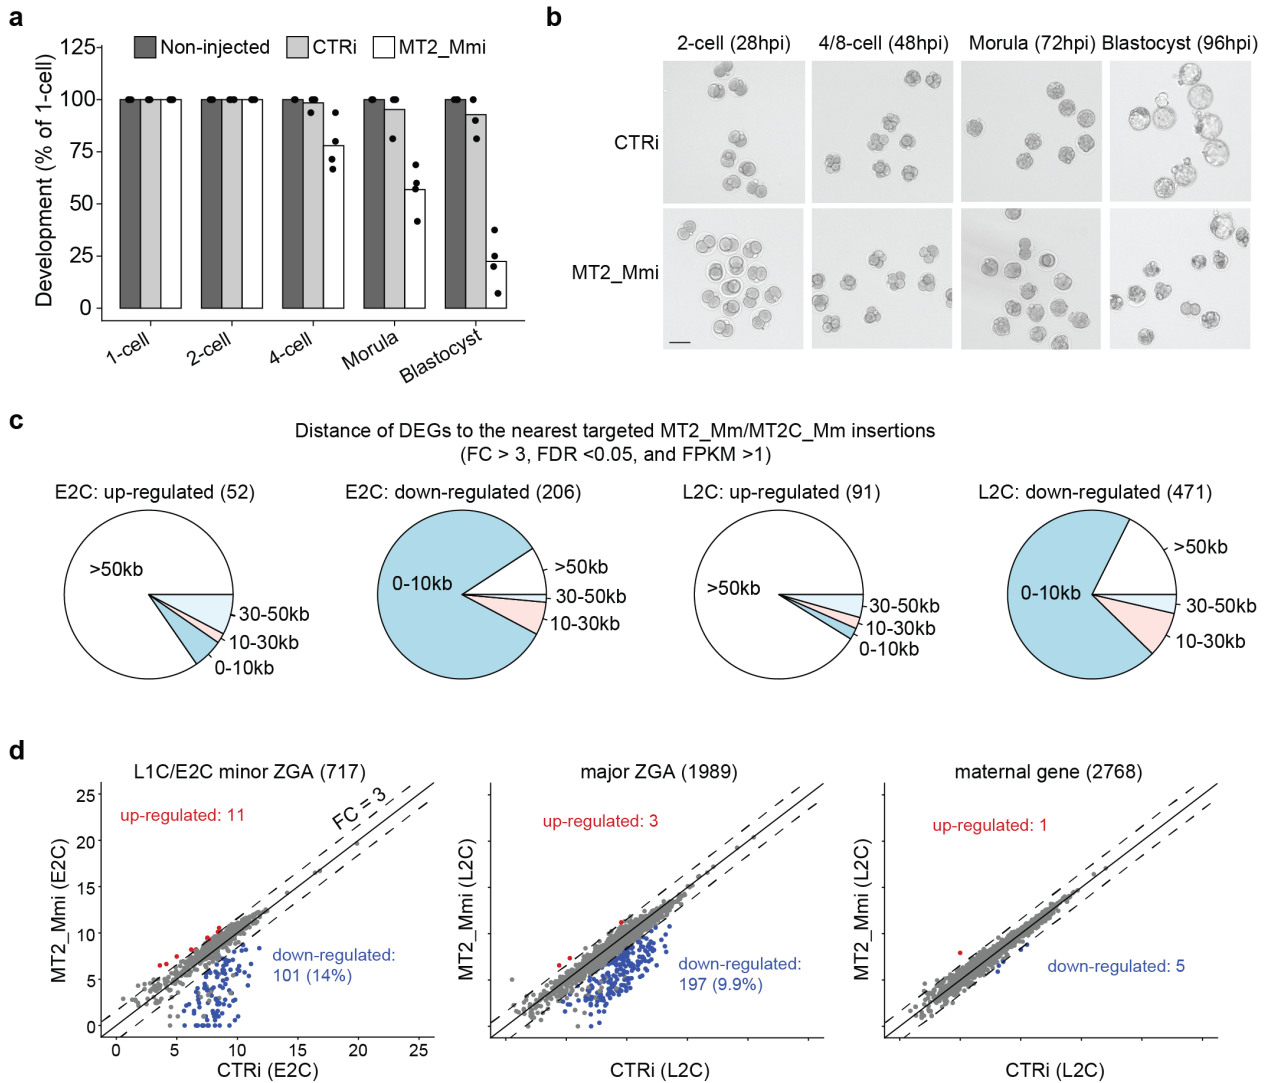 a
125
100
75
50
25
0
Development (% of 1-cell)
Non-injected
CTRi
MT2_Mmi
1-cell
2-cell
4-cell
Morula
Blastocyst
b
2-cell (28hpi)
4/8-cell (48hpi)
Morula (72hpi)
Blastocyst (96hpi)
CTRi
MT2_Mmi
c
Distance of DEGs to the nearest targeted MT2_Mm/MT2C_Mm insertions
(FC > 3, FDR <0.05, and FPKM >1)
E2C: up-regulated (52)
>50kb
30-50kb
10-30kb
0-10kb
E2C: down-regulated (206)
0-10kb
>50kb
30-50kb
10-30kb
L2C: up-regulated (91)
>50kb
30-50kb
10-30kb
0-10kb
L2C: down-regulated (471)
0-10kb
>50kb
30-50kb
10-30kb
d
L1C/E2C minor ZGA (717)
up-regulated: 11
FC = 3
down-regulated:
101 (14%)
25
20
15
10
5
0
MT2_Mmi (E2C)
0
5
10
15
20
25
CTRi (E2C)
major ZGA (1989)
up-regulated: 3
down-regulated:
197 (9.9%)
MT2_Mmi (L2C)
CTRi (L2C)
maternal gene (2768)
up-regulated: 1
down-regulated: 5
MT2_Mmi (L2C)
CTRi (L2C)